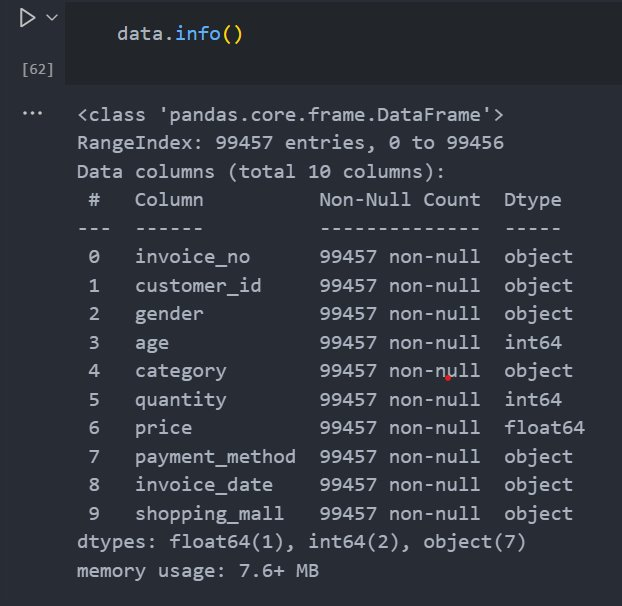 data.info()
[62]
...
<class 'pandas.core.frame.DataFrame'>
RangeIndex: 99457 entries, 0 to 99456
Data columns (total 10 columns):
 #   Column          Non-Null Count  Dtype
---  ------          --------------  -----
 0   invoice_no      99457 non-null  object
 1   customer_id     99457 non-null  object
 2   gender          99457 non-null  object
 3   age             99457 non-null  int64
 4   category        99457 non-null  object
 5   quantity        99457 non-null  int64
 6   price           99457 non-null  float64
 7   payment_method  99457 non-null  object
 8   invoice_date    99457 non-null  object
 9   shopping_mall   99457 non-null  object
dtypes: float64(1), int64(2), object(7)
memory usage: 7.6+ MB